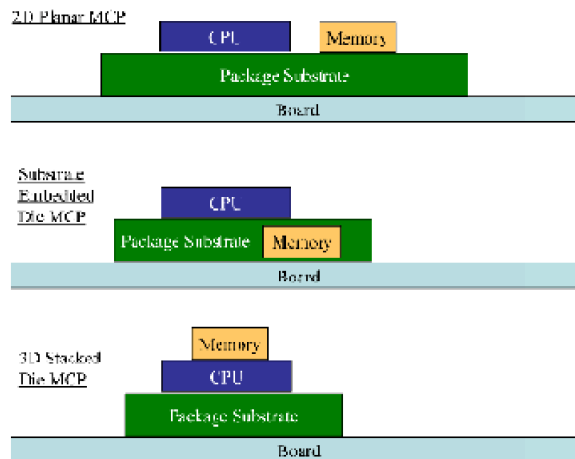 2D Planar MCP
CPU
Memory
Package Substrate
Board
Substrate
Embedded
Die MCP
CPU
Package Substrate
Memory
Board
3D Stacked
Die MCP
Memory
CPU
Package Substrate
Board